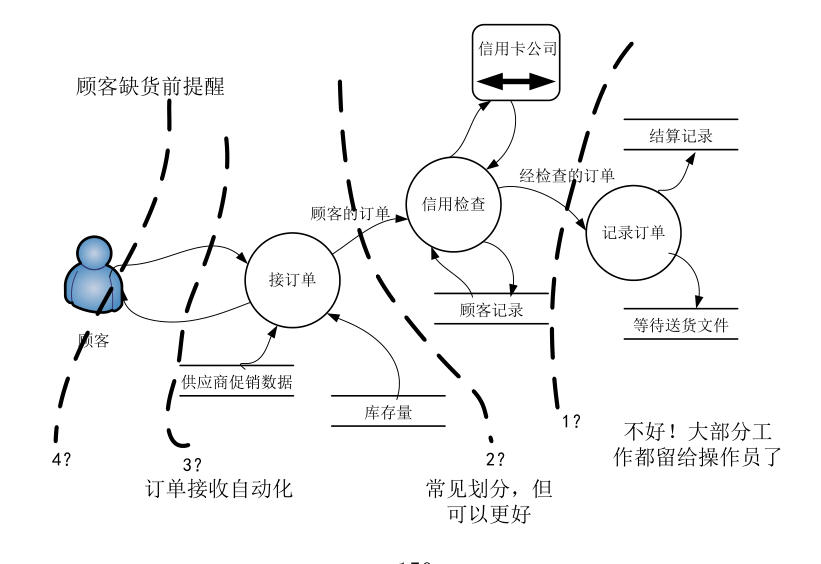 信用卡公司
顾客缺货前提醒
结算记录
经检查的订单
顾客的订单
信用检查
记录订单
接订单
顾客记录
等待送货文件
顾客
供应商促销数据
库存量
1?
不好！大部分工
作都留给操作员了
4?
3?
2?
订单接收自动化
常见划分，但
可以更好